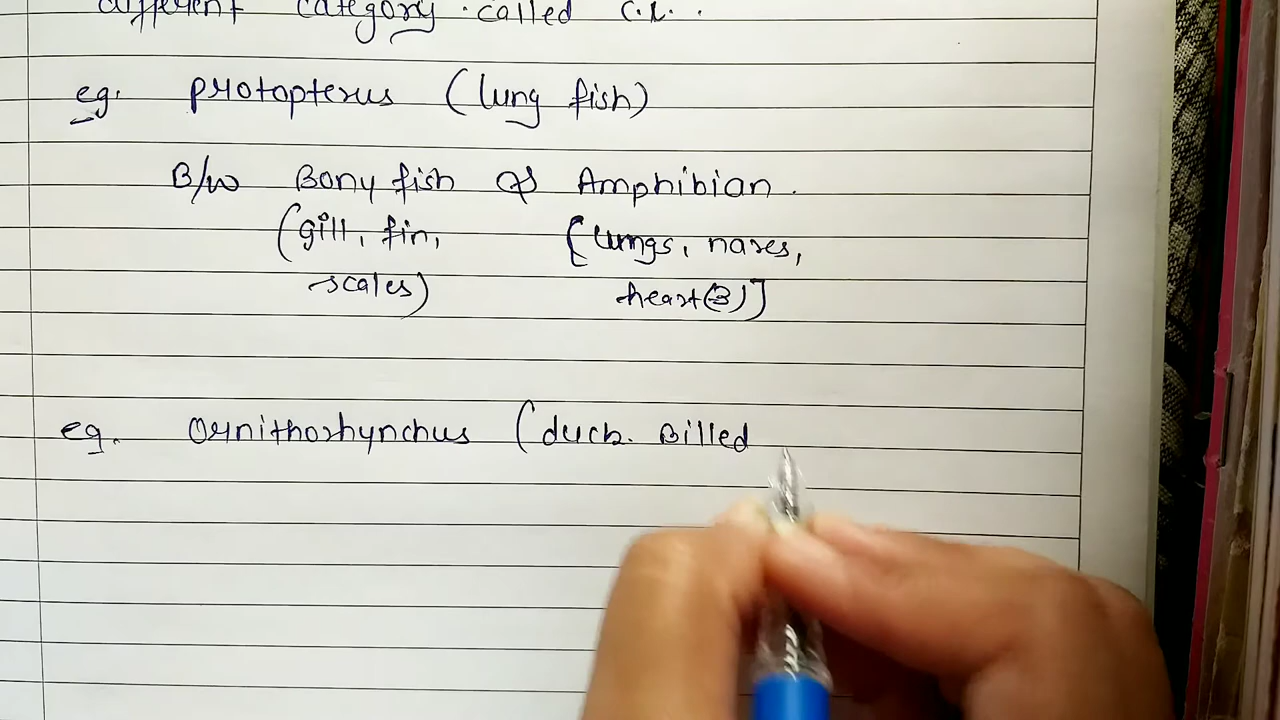 different category called C.L.
eg. Protopterus (lung fish)
B/w Bony fish & Amphibian.
(gill, fin, [lungs, nares,
scales) heart(3)]
eg. Ornithorhynchus (duck Billed